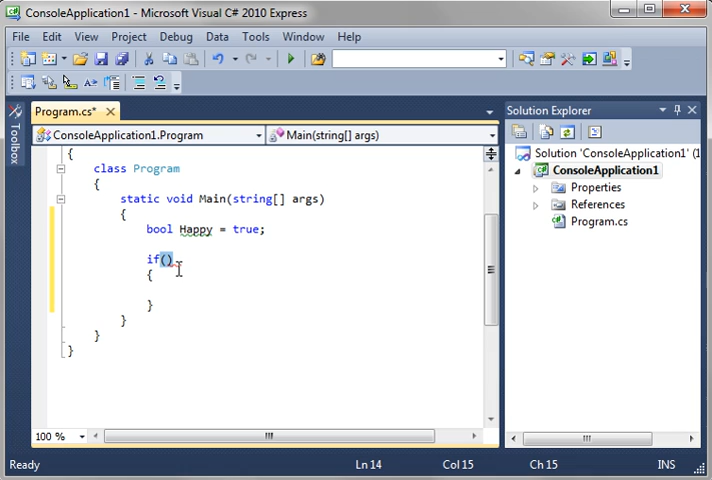 ConsoleApplication1 - Microsoft Visual C# 2010 Express
File Edit View Project Debug Data Tools Window Help
Program.cs*
Solution Explorer
ConsoleApplication1.Program
Main(string[] args)
Toolbox
{
class Program
{
static void Main(string[] args)
{
bool Happy = true;
if()
{
}
}
}
}
Solution 'ConsoleApplication1' (1
ConsoleApplication1
Properties
References
Program.cs
100 %
Ready
Ln 14
Col 15
Ch 15
INS